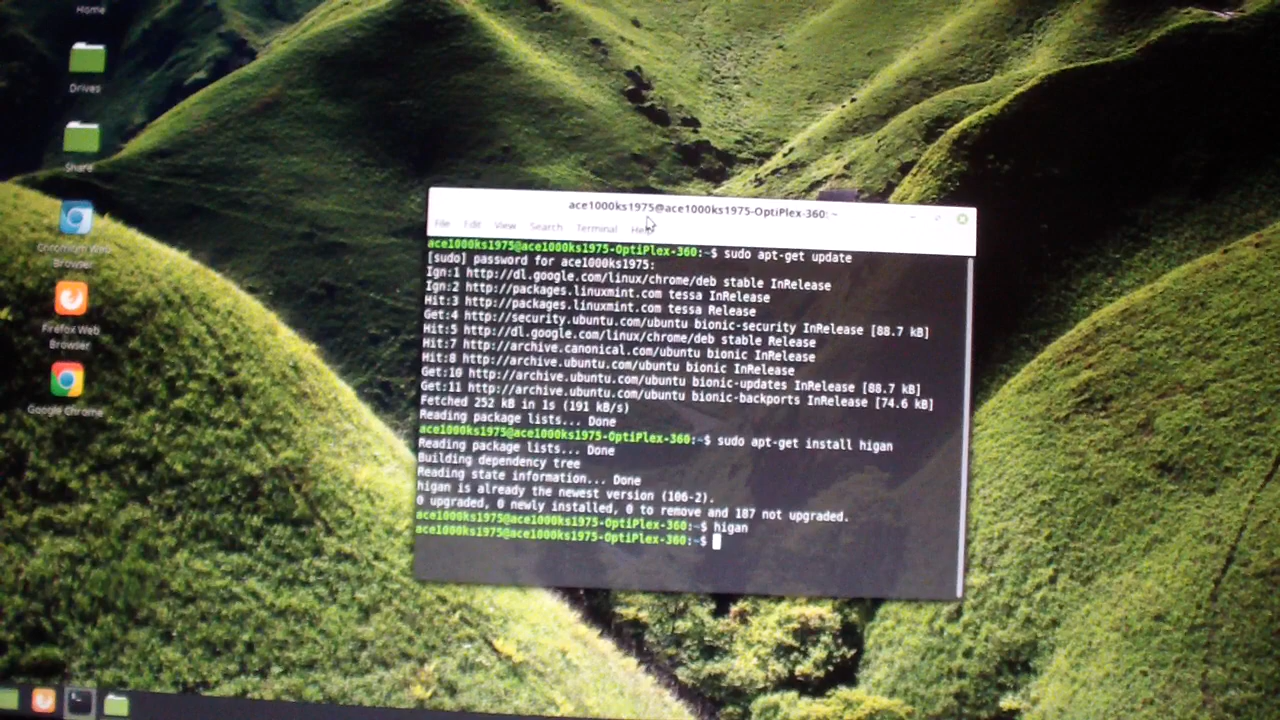 Home
Drives
Share
Chromium Web
Browser
Firefox Web
Browser
Google Chrome
ace1000ks1975@ace1000ks1975-OptiPlex-360: ~
File Edit View Search Terminal Help
ace1000ks1975@ace1000ks1975-OptiPlex-360:~$ sudo apt-get update
[sudo] password for ace1000ks1975:
Ign:1 http://dl.google.com/linux/chrome/deb stable InRelease
Ign:2 http://packages.linuxmint.com tessa InRelease
Hit:3 http://packages.linuxmint.com tessa Release
Get:4 http://security.ubuntu.com/ubuntu bionic-security InRelease [88.7 kB]
Hit:5 http://dl.google.com/linux/chrome/deb stable Release
Hit:7 http://archive.canonical.com/ubuntu bionic InRelease
Hit:8 http://archive.ubuntu.com/ubuntu bionic InRelease
Get:10 http://archive.ubuntu.com/ubuntu bionic-updates InRelease [88.7 kB]
Get:11 http://archive.ubuntu.com/ubuntu bionic-backports InRelease [74.6 kB]
Fetched 252 kB in 1s (191 kB/s)
Reading package lists... Done
ace1000ks1975@ace1000ks1975-OptiPlex-360:~$ sudo apt-get install higan
Reading package lists... Done
Building dependency tree
Reading state information... Done
higan is already the newest version (106-2).
0 upgraded, 0 newly installed, 0 to remove and 187 not upgraded.
ace1000ks1975@ace1000ks1975-OptiPlex-360:~$ higan
ace1000ks1975@ace1000ks1975-OptiPlex-360:~$